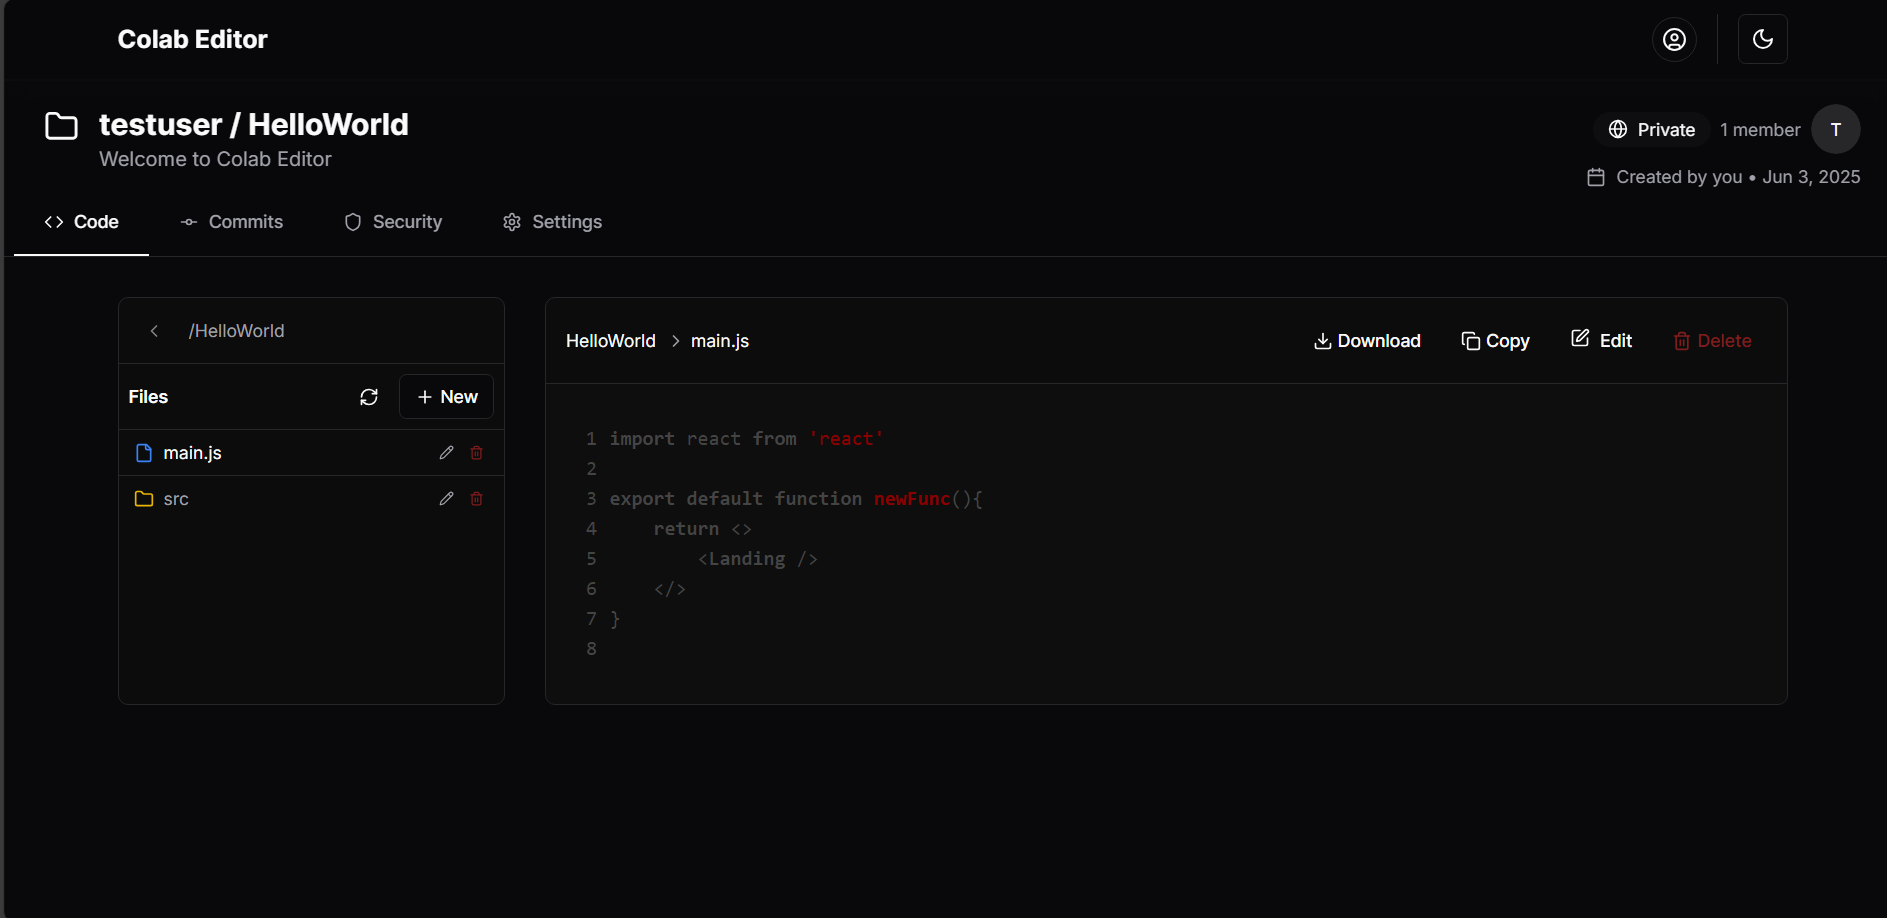 Colab Editor
testuser / HelloWorld
Welcome to Colab Editor
Private 1 member T
Created by you • Jun 3, 2025
Code Commits Security Settings
/HelloWorld
Files New
main.js
src
HelloWorld > main.js Download Copy Edit Delete
1 import react from 'react'
2
3 export default function newFunc(){
4     return <>
5         <Landing />
6     </>
7 }
8